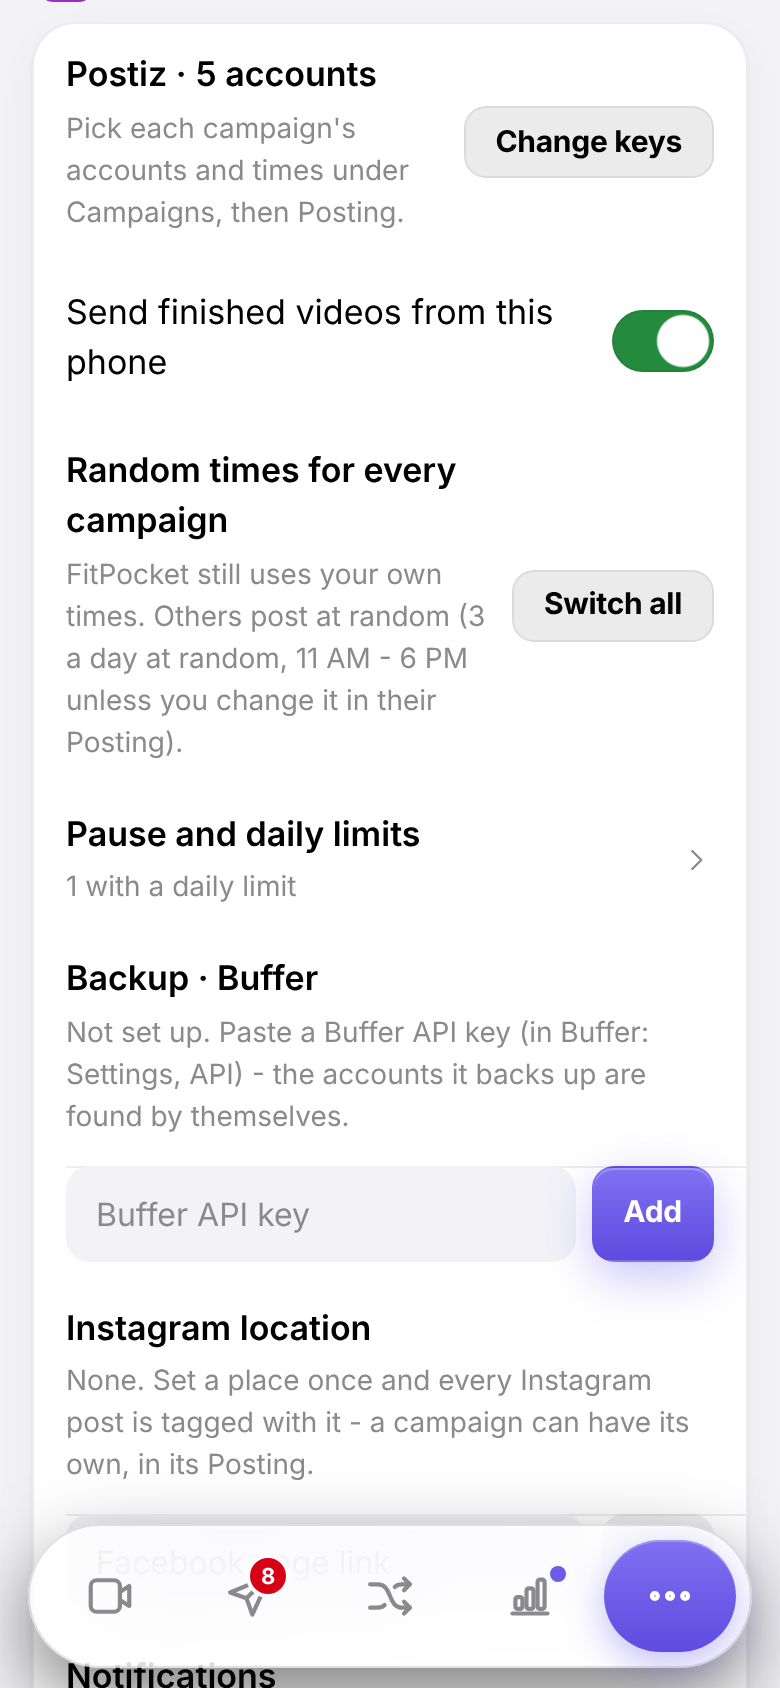 Postiz · 5 accounts
Pick each campaign's
accounts and times under
Campaigns, then Posting.
Change keys
Send finished videos from this
phone
Random times for every
campaign
FitPocket still uses your own
times. Others post at random (3
a day at random, 11 AM - 6 PM
unless you change it in their
Posting).
Switch all
Pause and daily limits
1 with a daily limit
Backup · Buffer
Not set up. Paste a Buffer API key (in Buffer:
Settings, API) - the accounts it backs up are
found by themselves.
Buffer API key
Add
Instagram location
None. Set a place once and every Instagram
post is tagged with it - a campaign can have its
own, in its Posting.
Facebook link
8
Notifications